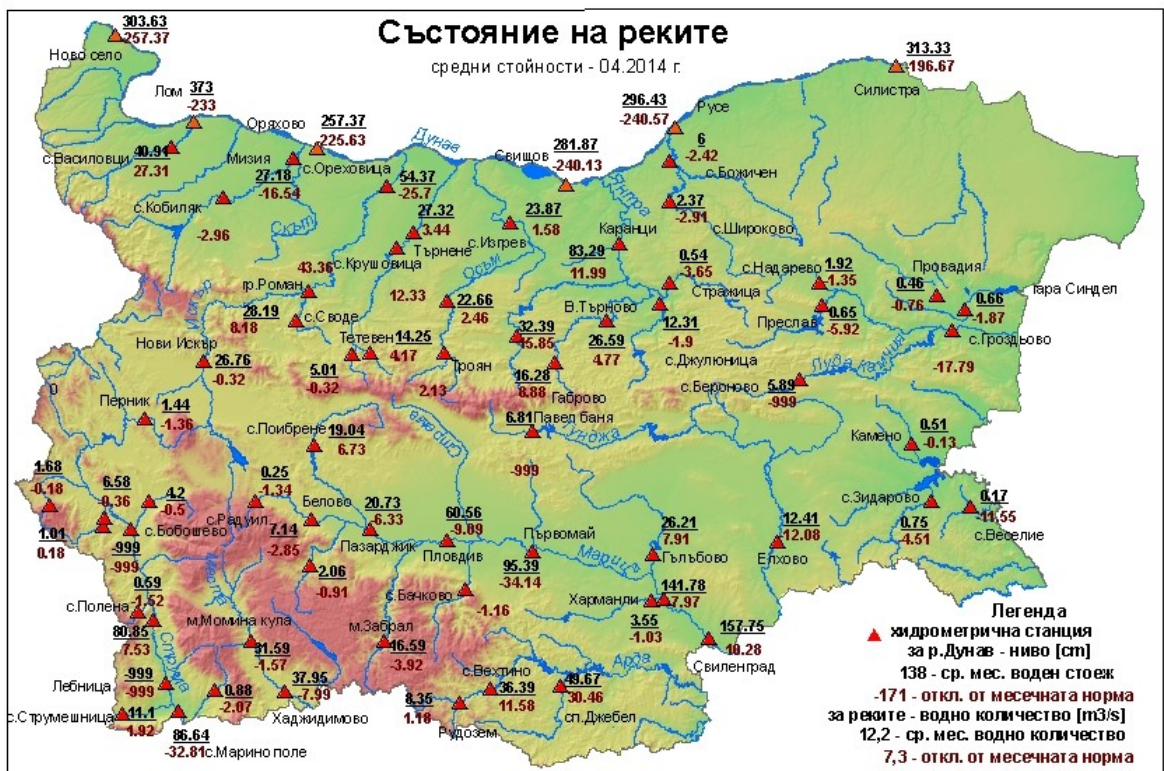 Състояние на реките
средни стойности - 04.2014 г.
303.63
-257.37
Ново село
313.33
-196.67
Силистра
Лом
373
-233
Оряхово
257.37
-225.63
Дунав
Свищов
281.87
-240.13
296.43
-240.57
Русе
6
-2.42
с.Божичен
с.Василовци
40.91
27.31
Мизия
27.18
-16.54
с.Ореховица
54.37
-25.7
с.Кобиляк
-2.96
Скът
27.32
3.44
Търнене
с.Крушовица
23.87
1.58
с.Изгрев
Осъм
Янтра
Каранци
83.29
11.99
2.37
-2.91
с.Широково
0.54
-3.65
Стражица
с.Надарево
1.92
-1.35
Провадия
0.46
-0.76
гара Синдел
0.66
-1.87
с.Гроздьово
-17.79
Преслав
0.65
-5.92
43.36
гр.Роман
Искър
28.19
8.18
с.Своде
12.33
22.66
2.46
В.Търново
26.59
4.77
12.31
-1.9
с.Джулюница
32.39
15.85
16.28
8.88
Габрово
Нови Искър
26.76
-0.32
Тетевен
5.01
-0.32
14.25
4.17
Троян
2.13
Луда Камчия
с.Бероново
5.89
-999
Перник
1.44
-1.36
с.Поибрене
19.04
6.73
Стряма
6.81
Павел баня
Тунджа
-999
Камено
0.51
-0.13
1.68
-0.18
6.58
-0.36
4.2
-0.5
с.Бобошево
0.25
-1.34
с.Радуил
Белово
7.14
-2.85
20.73
-6.33
Пазарджик
60.56
-9.89
Пловдив
Първомай
95.39
-34.14
Марица
26.21
7.91
Гълъбово
12.41
-12.08
Елхово
с.Зидарово
0.75
-4.51
0.17
-11.55
с.Веселие
1.01
0.18
-999
-999
0.59
-1.52
с.Полена
80.85
7.53
Струма
Места
2.06
-0.91
с.Бачково
-1.16
Харманли
141.78
-7.97
3.55
-1.03
157.75
10.28
Свиленград
м.Момина кула
31.59
-1.57
м.Забрал
16.59
-3.92
Лебница
-999
-999
0.88
-2.07
37.95
-7.99
Хаджидимово
с.Вехтино
36.39
11.58
Арда
49.67
30.46
сп.Джебел
8.35
1.18
Рудозем
с.Струмешница
11.1
1.92
86.64
-32.81
с.Марино поле
Легенда
хидрометрична станция
за р.Дунав - ниво [cm]
138 - ср. мес. воден стоеж
-171 - откл. от месечната норма
за реките - водно количество [m3/s]
12,2 - ср. мес. водно количество
7,3 - откл. от месечната норма